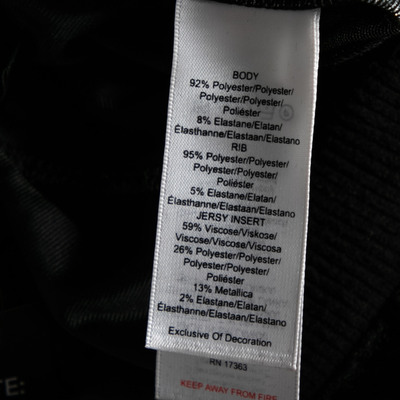 BODY
92% Polyester/Polyester/
Polyester/Polyester/
Poliéster
8% Elastane/Elatan/
Élasthanne/Elastaan/Elastano
RIB
95% Polyester/Polyester/
Polyester/Polyester/
Poliéster
5% Elastane/Elatan/
Élasthanne/Elastaan/Elastano
JERSY INSERT
59% Viscose/Viskose/
Viscose/Viscose/Viscosa
26% Polyester/Polyester/
Polyester/Polyester/
Poliéster
13% Metallica
2% Elastane/Elatan/
Élasthanne/Elastaan/Elastano
Exclusive Of Decoration
RN 17363
KEEP AWAY FROM FIRE
TE: